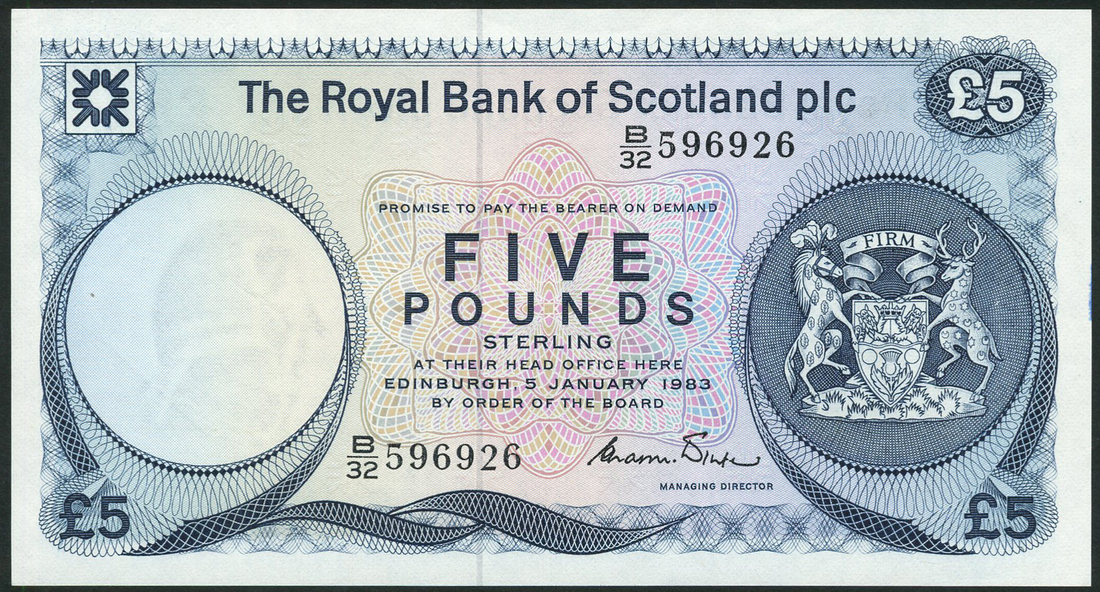 The Royal Bank of Scotland plc
£5
B/32 596926
PROMISE TO PAY THE BEARER ON DEMAND
FIVE
POUNDS
STERLING
AT THEIR HEAD OFFICE HERE
EDINBURGH, 5 JANUARY 1983
BY ORDER OF THE BOARD
FIRM
B/32 596926
MANAGING DIRECTOR
£5
£5